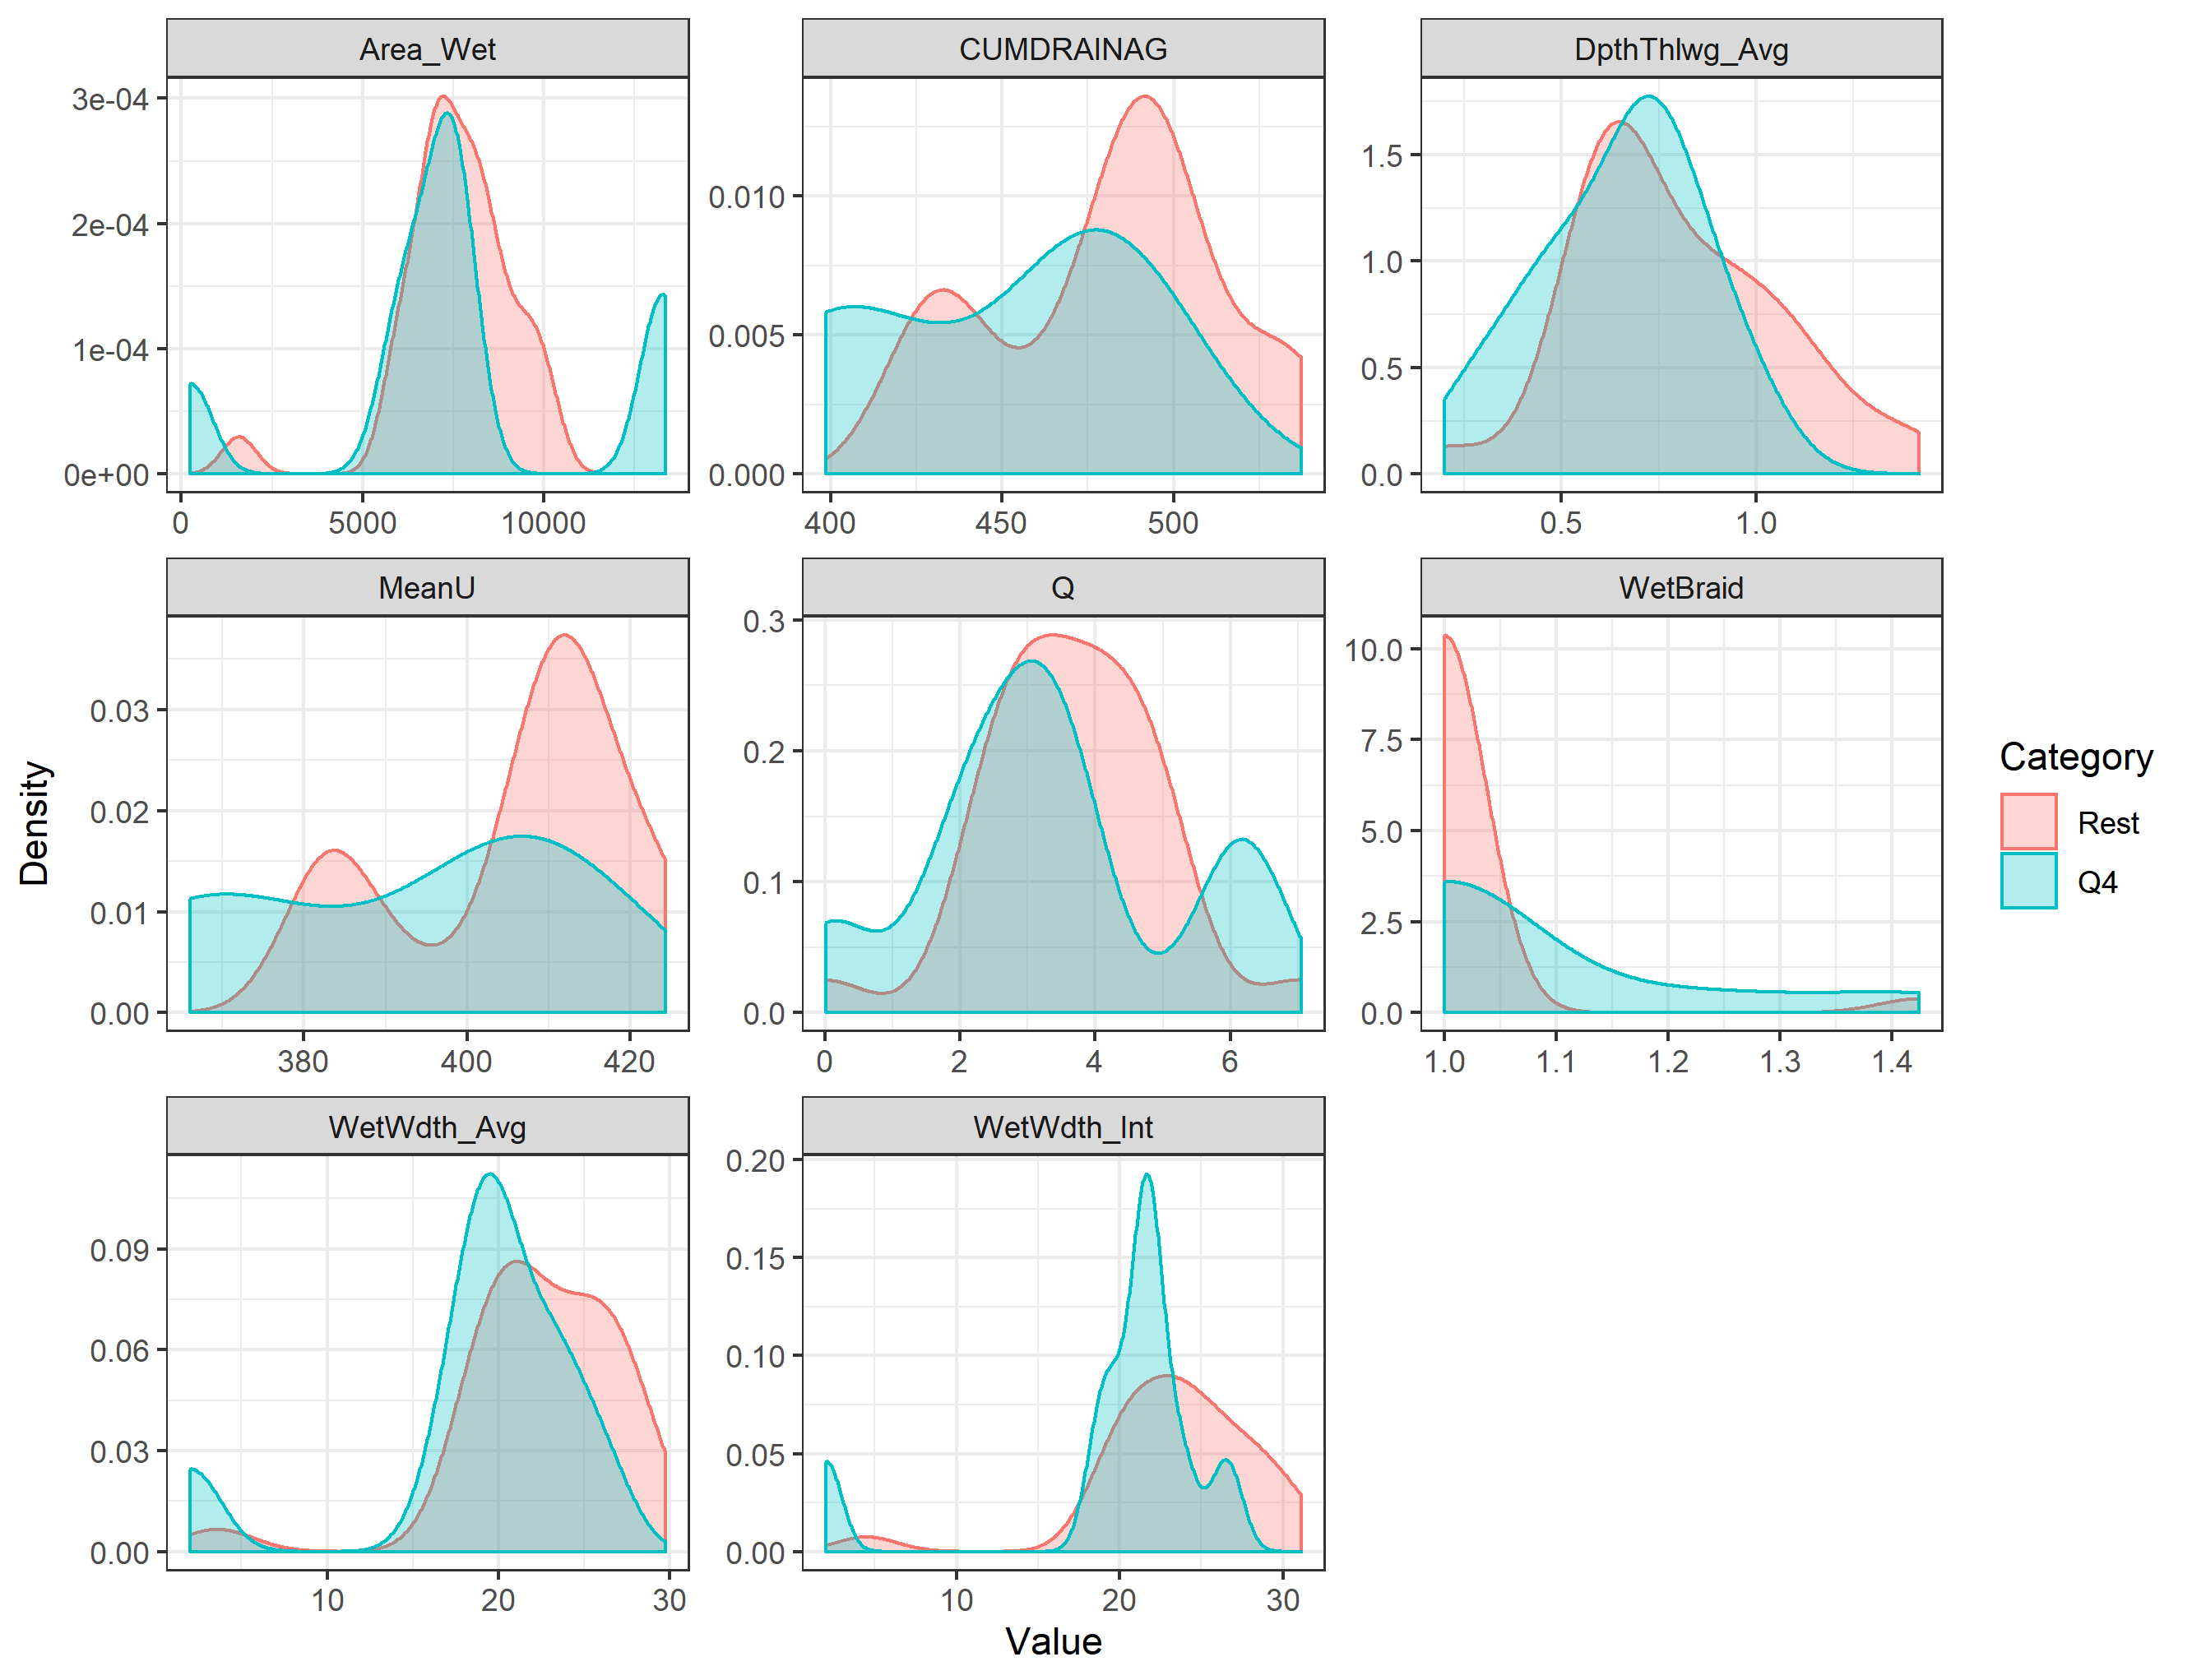 Area_Wet
CUMDRAINAG
DpthThlwg_Avg
3e-04
2e-04
1e-04
0e+00
0.010
0.005
0.000
1.5
1.0
0.5
0.0
0 5000 10000
400 450 500
0.5 1.0
MeanU
Q
WetBraid
0.03
0.02
0.01
0.00
0.3
0.2
0.1
0.0
10.0
7.5
5.0
2.5
0.0
380 400 420
0 2 4 6
1.0 1.1 1.2 1.3 1.4
WetWdth_Avg
WetWdth_Int
0.09
0.06
0.03
0.00
0.20
0.15
0.10
0.05
0.00
10 20 30
10 20 30
Density
Value
Category
Rest
Q4